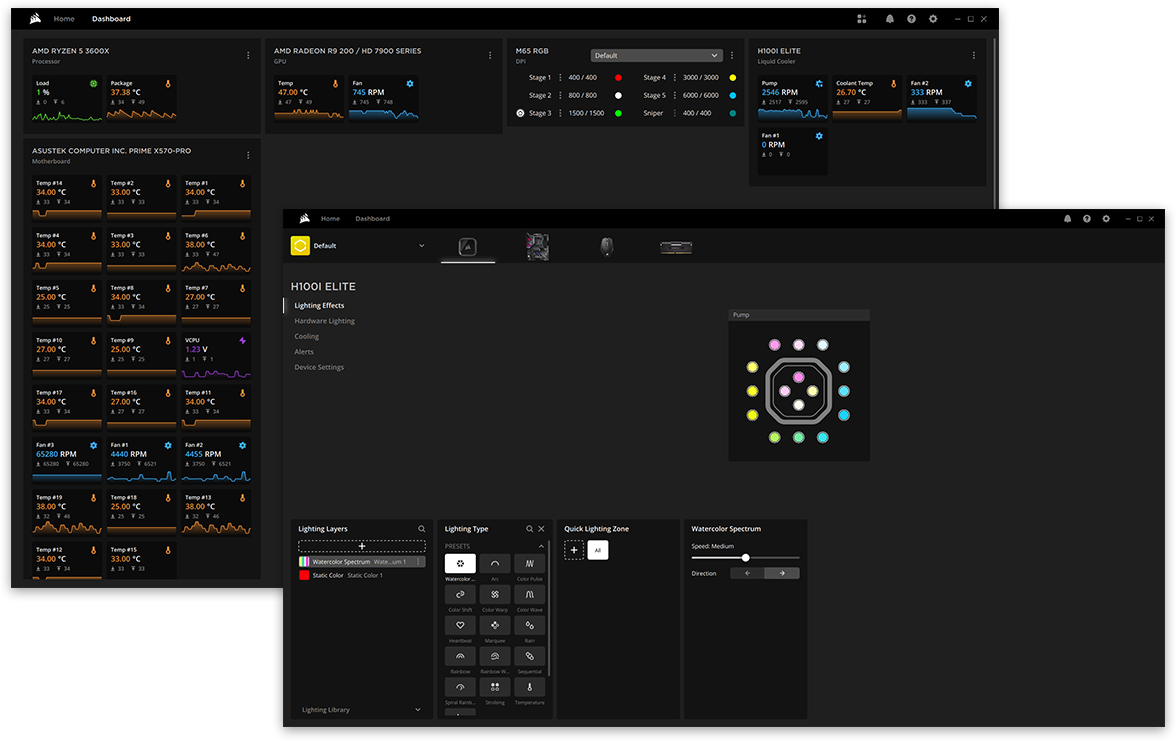 Home Dashboard
AMD RYZEN 5 3600X
Processor
Load
1 %
0 6
Package
37.38 °C
34 49
AMD RADEON R9 200 / HD 7900 SERIES
GPU
Temp
47.00 °C
47 49
Fan
745 RPM
745 748
M65 RGB
DPI
Default
Stage 1 400 / 400
Stage 2 800 / 800
Stage 3 1500 / 1500
Stage 4 3000 / 3000
Stage 5 6000 / 6000
Sniper 400 / 400
H100I ELITE
Liquid Cooler
Pump
2546 RPM
2517 2595
Coolant Temp
26.70 °C
27 27
Fan #2
333 RPM
333 337
Fan #1
0 RPM
0 0
ASUSTEK COMPUTER INC. PRIME X570-PRO
Motherboard
Temp #14
34.00 °C
33 34
Temp #2
33.00 °C
33 33
Temp #1
34.00 °C
33 34
Temp #4
34.00 °C
33 34
Temp #3
33.00 °C
33 33
Temp #6
38.00 °C
33 47
Temp #5
25.00 °C
25 25
Temp #8
34.00 °C
33 34
Temp #7
27.00 °C
27 27
Temp #10
27.00 °C
27 27
Temp #9
25.00 °C
25 25
VCPU
1.23 V
1 1
Temp #17
34.00 °C
33 34
Temp #16
27.00 °C
27 27
Temp #11
34.00 °C
33 34
Fan #3
65280 RPM
65280 65280
Fan #1
4440 RPM
3750 6521
Fan #2
4455 RPM
3750 6521
Temp #19
38.00 °C
32 46
Temp #18
25.00 °C
25 25
Temp #13
38.00 °C
32 46
Temp #12
34.00 °C
33 34
Temp #15
33.00 °C
33 33
Home Dashboard
Default
H100I ELITE
Lighting Effects
Hardware Lighting
Cooling
Alerts
Device Settings
Pump
Lighting Layers
Watercolor Spectrum Wate...um 1
Static Color Static Color 1
Lighting Library
Lighting Type
PRESETS
Watercolor... Arc Color Pulse
Color Shift Color Warp Color Wave
Heartbeat Marquee Rain
Rainbow Rainbow W... Sequential
Spiral Rainb... Strobing Temperature
Quick Lighting Zone
All
Watercolor Spectrum
Speed: Medium
Direction